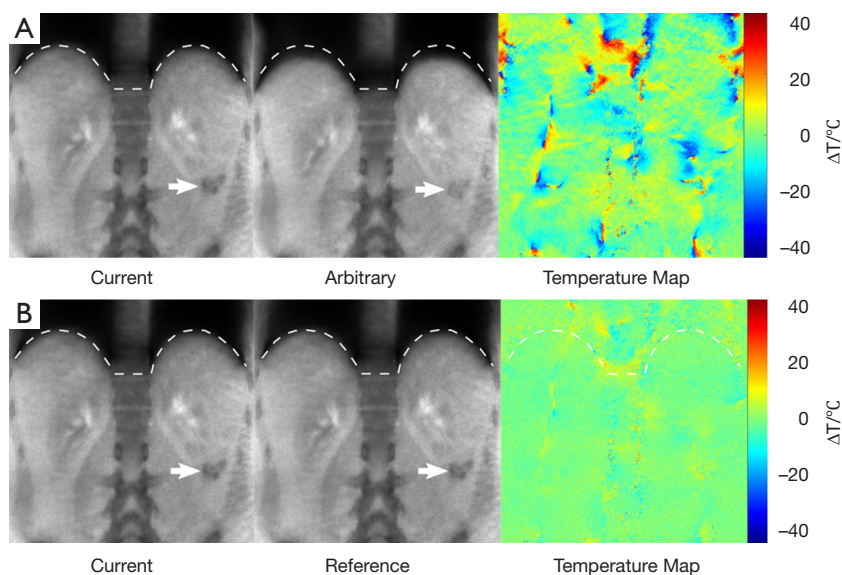 A
40
20
0
−20
−40
ΔT/°C
Current Arbitrary Temperature Map
B
40
20
0
−20
−40
ΔT/°C
Current Reference Temperature Map